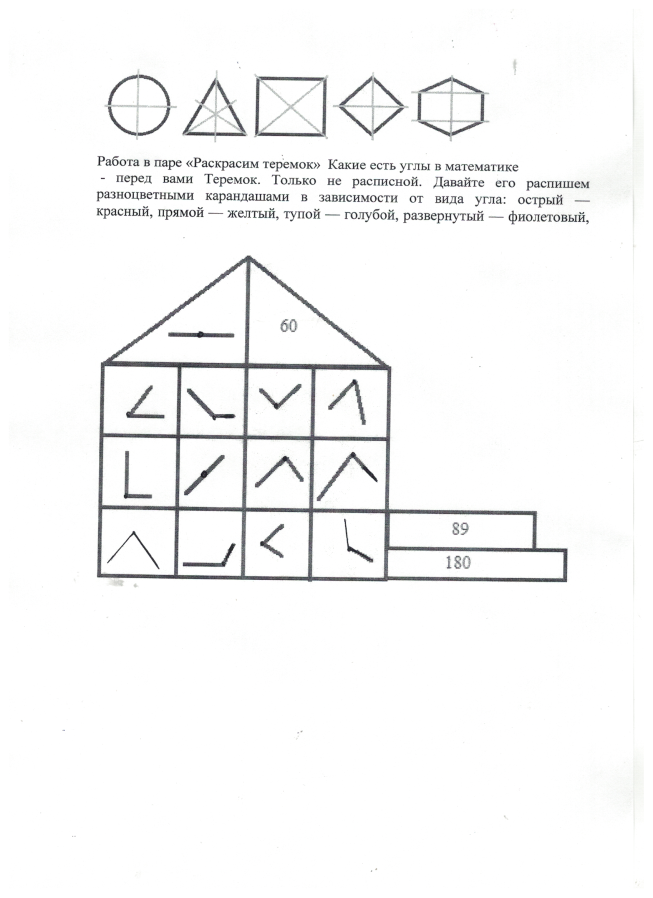 Работа в паре «Раскрасим теремок»  Какие есть углы в математике
- перед вами Теремок. Только не расписной. Давайте его распишем
разноцветными карандашами в зависимости от вида угла: острый —
красный, прямой — желтый, тупой — голубой, развернутый — фиолетовый,
60
89
180